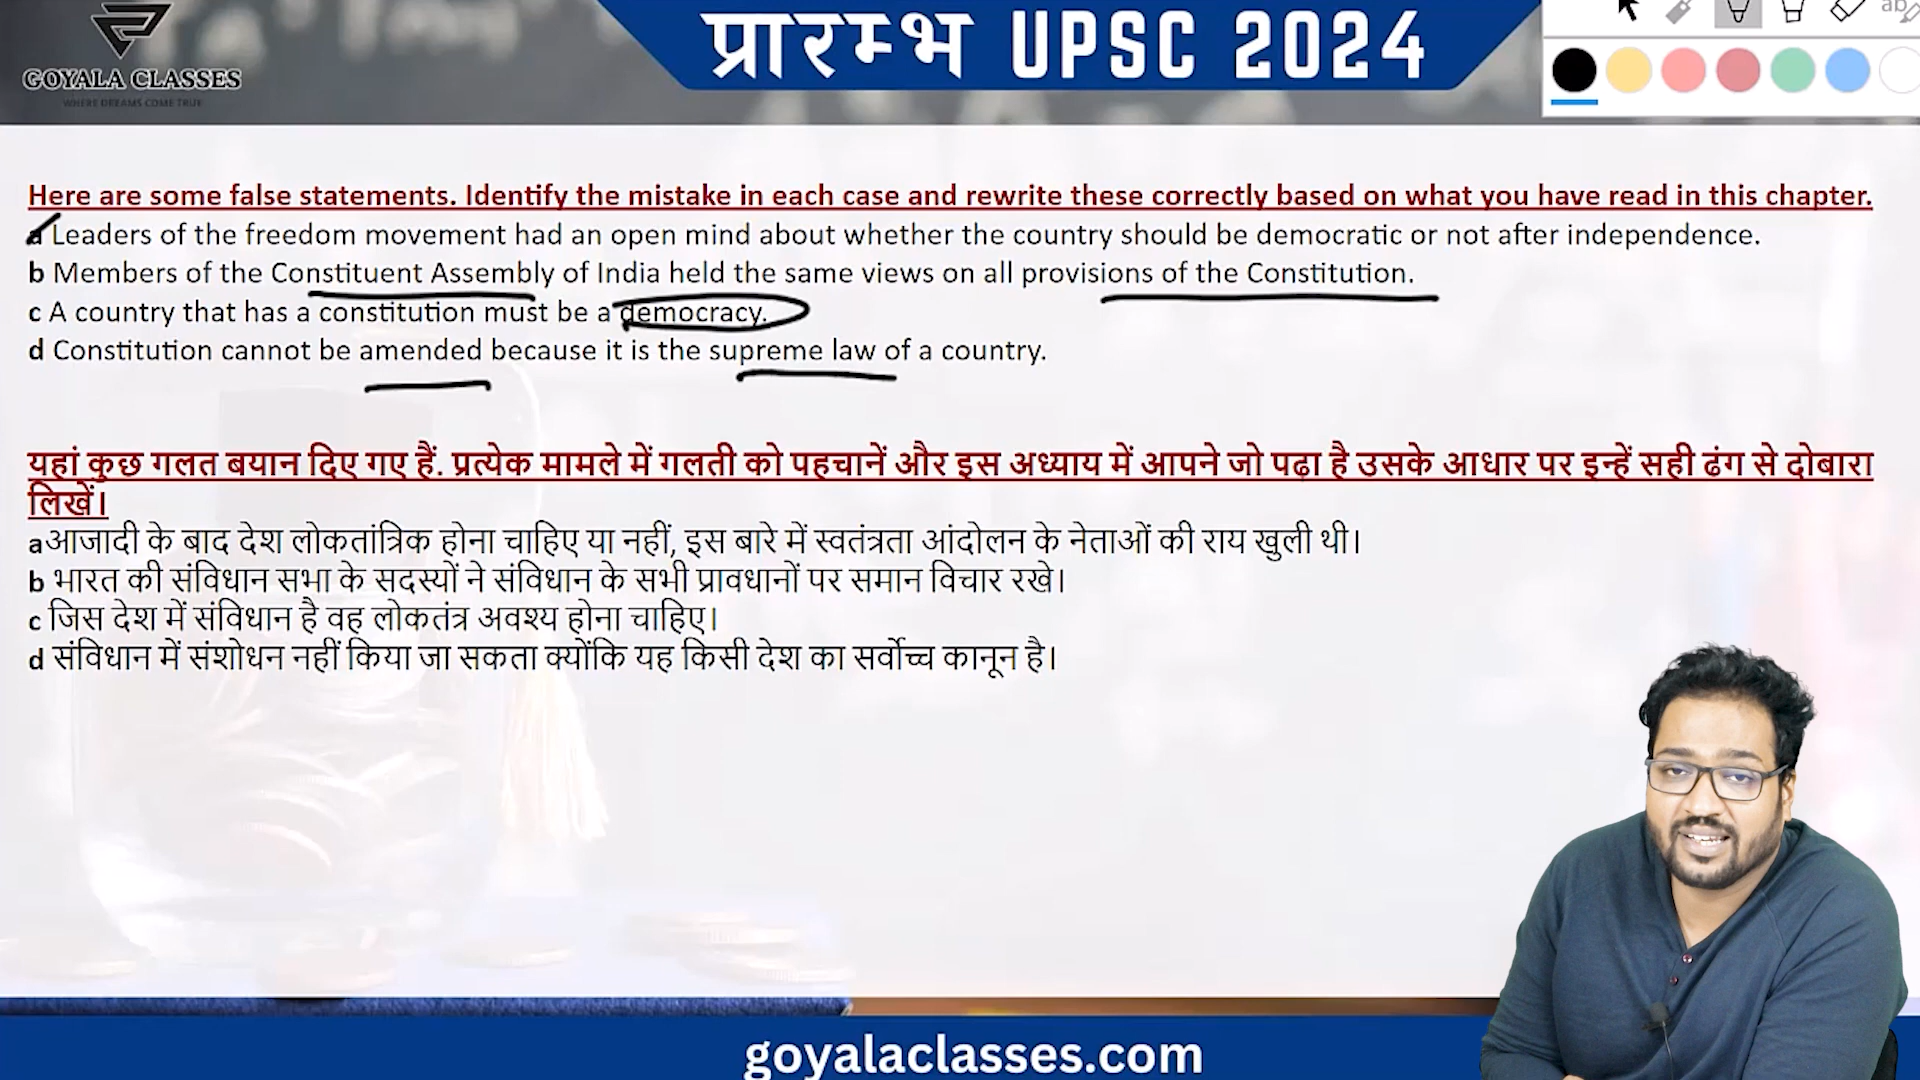 GOYALA CLASSES
WHERE DREAMS COME TRUE
प्रारम्भ UPSC 2024
Here are some false statements. Identify the mistake in each case and rewrite these correctly based on what you have read in this chapter.
a Leaders of the freedom movement had an open mind about whether the country should be democratic or not after independence.
b Members of the Constituent Assembly of India held the same views on all provisions of the Constitution.
c A country that has a constitution must be a democracy.
d Constitution cannot be amended because it is the supreme law of a country.
यहां कुछ गलत बयान दिए गए हैं. प्रत्येक मामले में गलती को पहचानें और इस अध्याय में आपने जो पढ़ा है उसके आधार पर इन्हें सही ढंग से दोबारा
लिखें।
aआजादी के बाद देश लोकतांत्रिक होना चाहिए या नहीं, इस बारे में स्वतंत्रता आंदोलन के नेताओं की राय खुली थी।
b भारत की संविधान सभा के सदस्यों ने संविधान के सभी प्रावधानों पर समान विचार रखे।
c जिस देश में संविधान है वह लोकतंत्र अवश्य होना चाहिए।
d संविधान में संशोधन नहीं किया जा सकता क्योंकि यह किसी देश का सर्वोच्च कानून है।
goyalaclasses.com